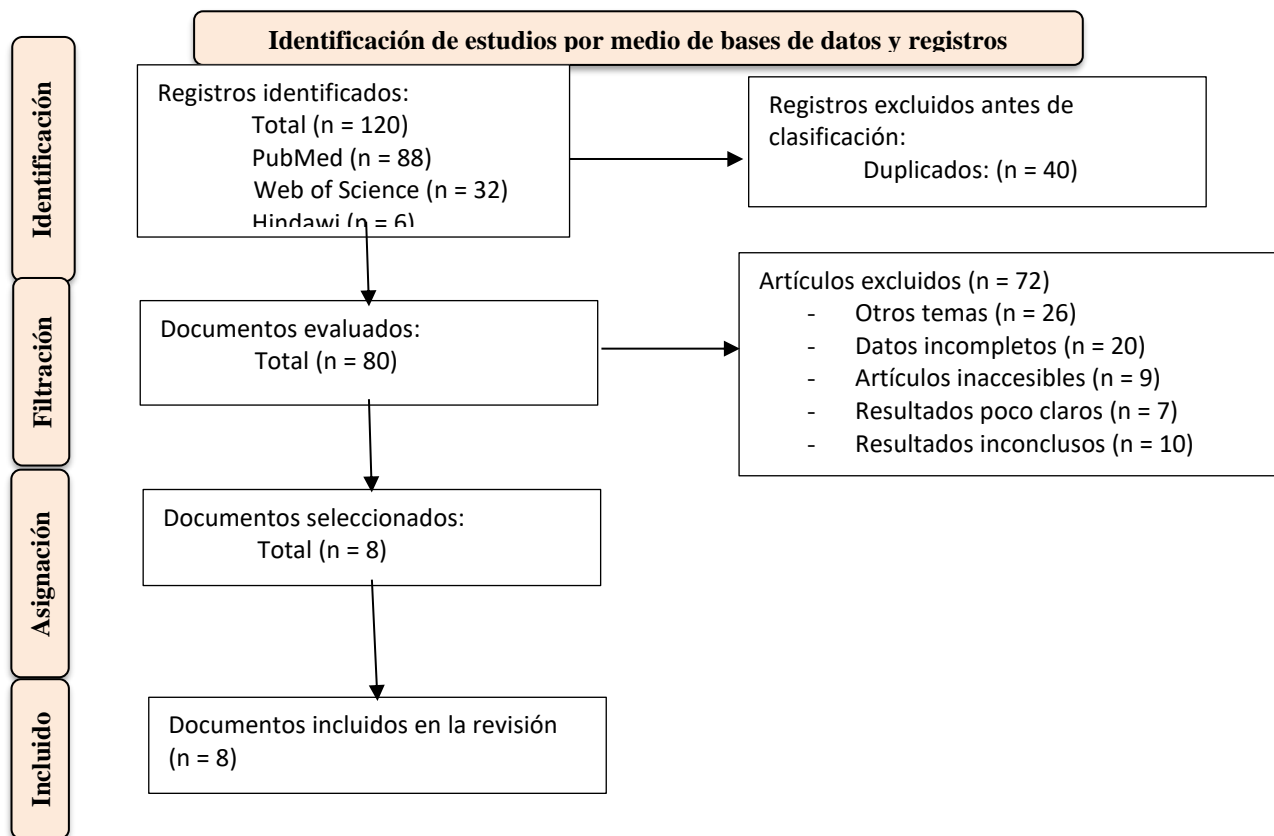 Identificación de estudios por medio de bases de datos y registros
Identificación
Registros identificados:
Total (n = 120)
PubMed (n = 88)
Web of Science (n = 32)
Hindawi (n = 6)
Registros excluidos antes de
clasificación:
Duplicados: (n = 40)
Filtración
Documentos evaluados:
Total (n = 80)
Artículos excluidos (n = 72)
- Otros temas (n = 26)
- Datos incompletos (n = 20)
- Artículos inaccesibles (n = 9)
- Resultados poco claros (n = 7)
- Resultados inconclusos (n = 10)
Asignación
Documentos seleccionados:
Total (n = 8)
Incluido
Documentos incluidos en la revisión
(n = 8)